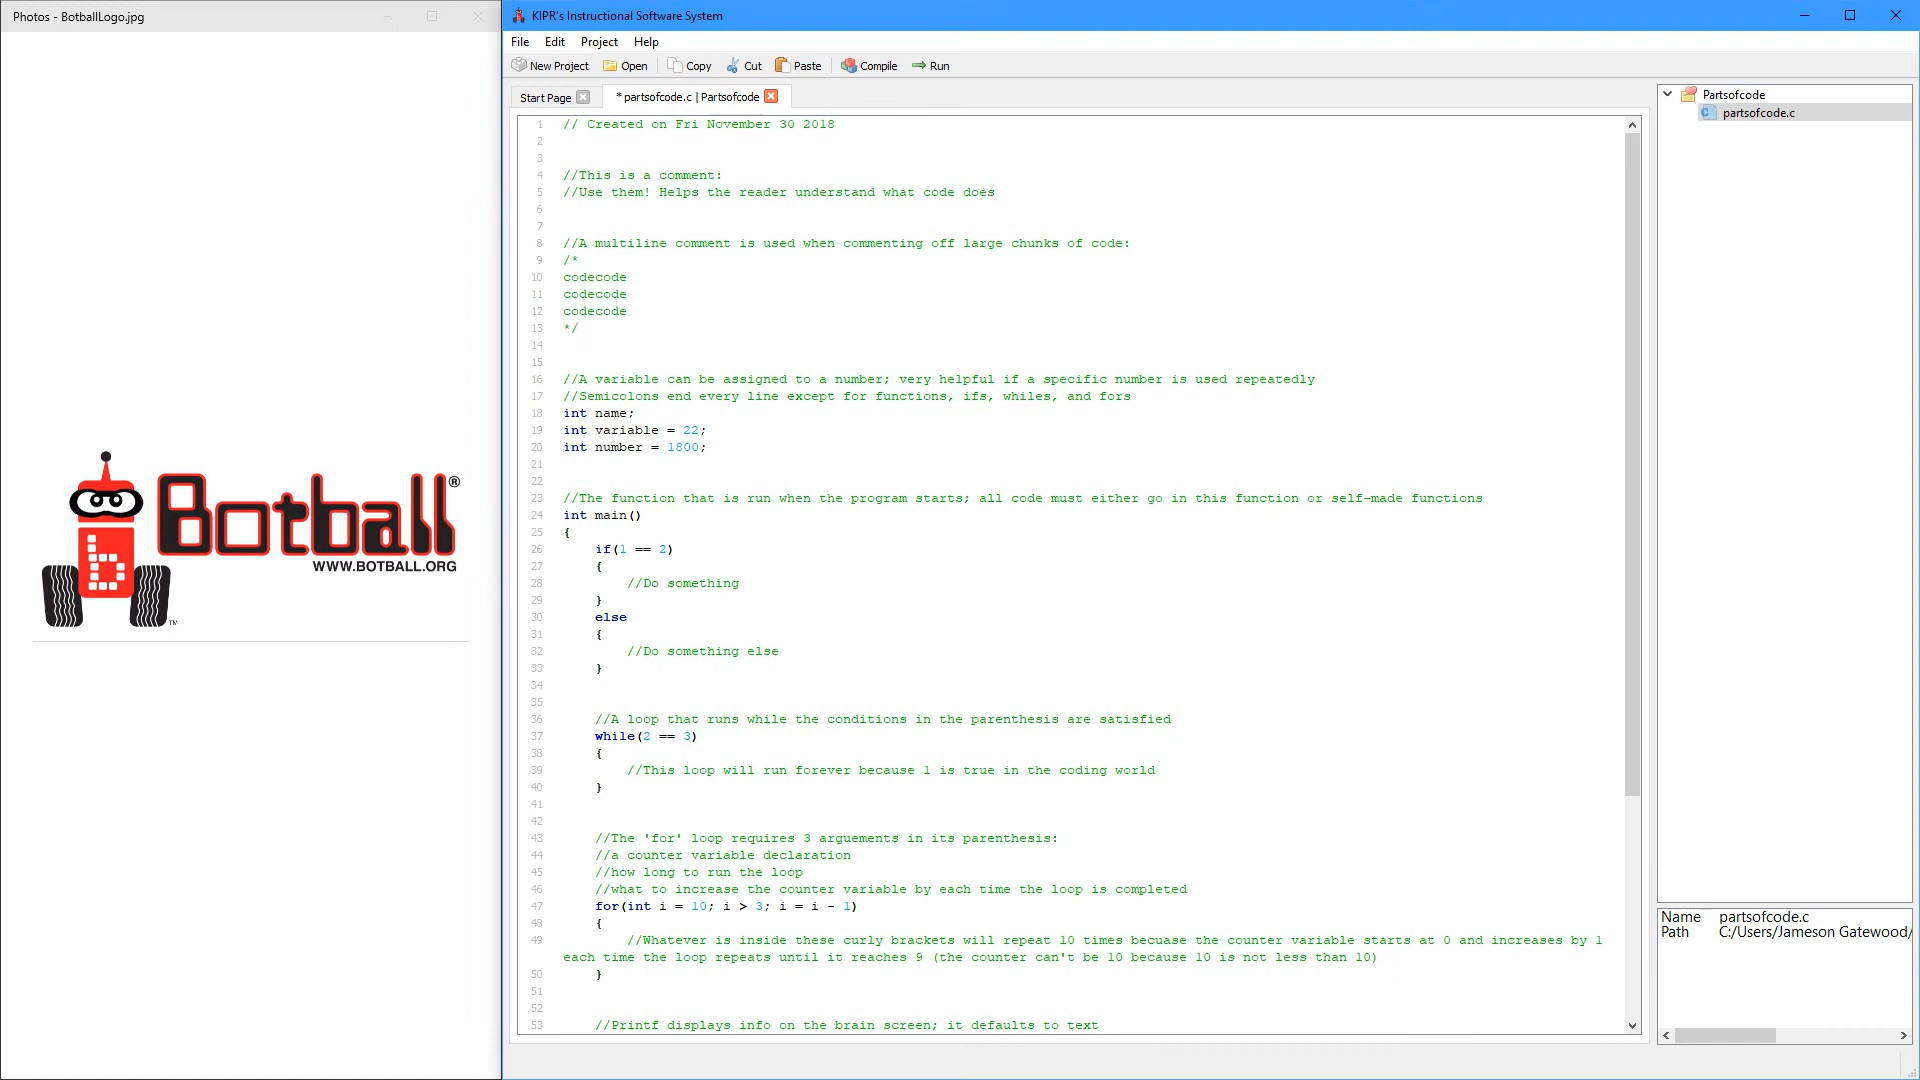 Photos - BotballLogo.jpg
Botball®
WWW.BOTBALL.ORG
b
TM
KIPR's Instructional Software System
File Edit Project Help
New Project Open Copy Cut Paste Compile Run
Start Page * partsofcode.c | Partsofcode
1 // Created on Fri November 30 2018
2
3
4 //This is a comment:
5 //Use them! Helps the reader understand what code does
6
7
8 //A multiline comment is used when commenting off large chunks of code:
9 /*
10 codecode
11 codecode
12 codecode
13 */
14
15
16 //A variable can be assigned to a number; very helpful if a specific number is used repeatedly
17 //Semicolons end every line except for functions, ifs, whiles, and fors
18 int name;
19 int variable = 22;
20 int number = 1800;
21
22
23 //The function that is run when the program starts; all code must either go in this function or self-made functions
24 int main()
25 {
26 if(1 == 2)
27 {
28 //Do something
29 }
30 else
31 {
32 //Do something else
33 }
34
35
36 //A loop that runs while the conditions in the parenthesis are satisfied
37 while(2 == 3)
38 {
39 //This loop will run forever because 1 is true in the coding world
40 }
41
42
43 //The 'for' loop requires 3 arguements in its parenthesis:
44 //a counter variable declaration
45 //how long to run the loop
46 //what to increase the counter variable by each time the loop is completed
47 for(int i = 10; i > 3; i = i - 1)
48 {
49 //Whatever is inside these curly brackets will repeat 10 times becuase the counter variable starts at 0 and increases by 1
each time the loop repeats until it reaches 9 (the counter can't be 10 because 10 is not less than 10)
50 }
51
52
53 //Printf displays info on the brain screen; it defaults to text
Partsofcode
partsofcode.c
Name partsofcode.c
Path C:/Users/Jameson Gatewood/